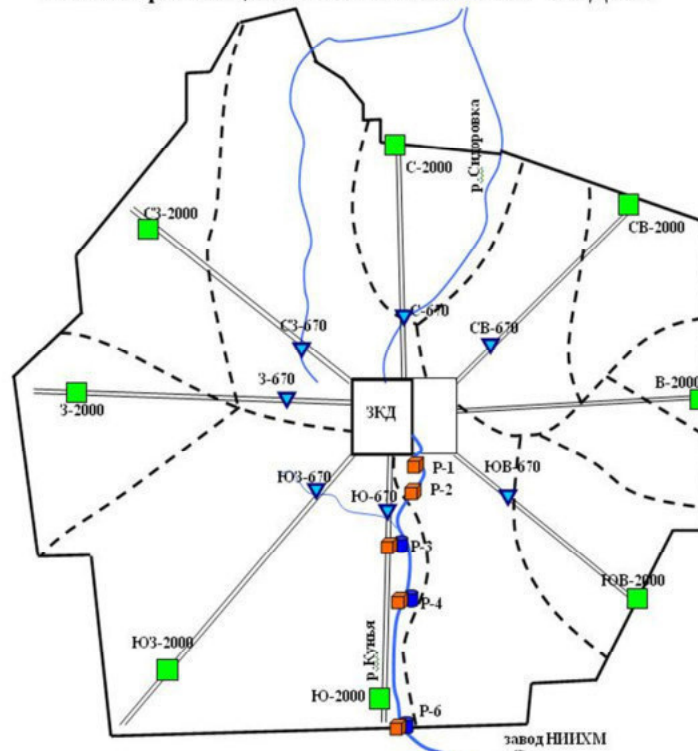 р. Сидоровка
С-2000
СЗ-2000
СВ-2000
С-670
СЗ-670
СВ-670
З-670
З-2000
В-2000
ЗКД
Р-1
Р-2
ЮЗ-670
Ю-670
ЮВ-670
Р-3
Р-4
ЮВ-2000
ЮЗ-2000
р.Кунья
Ю-2000
Р-6
завод НИИХМ